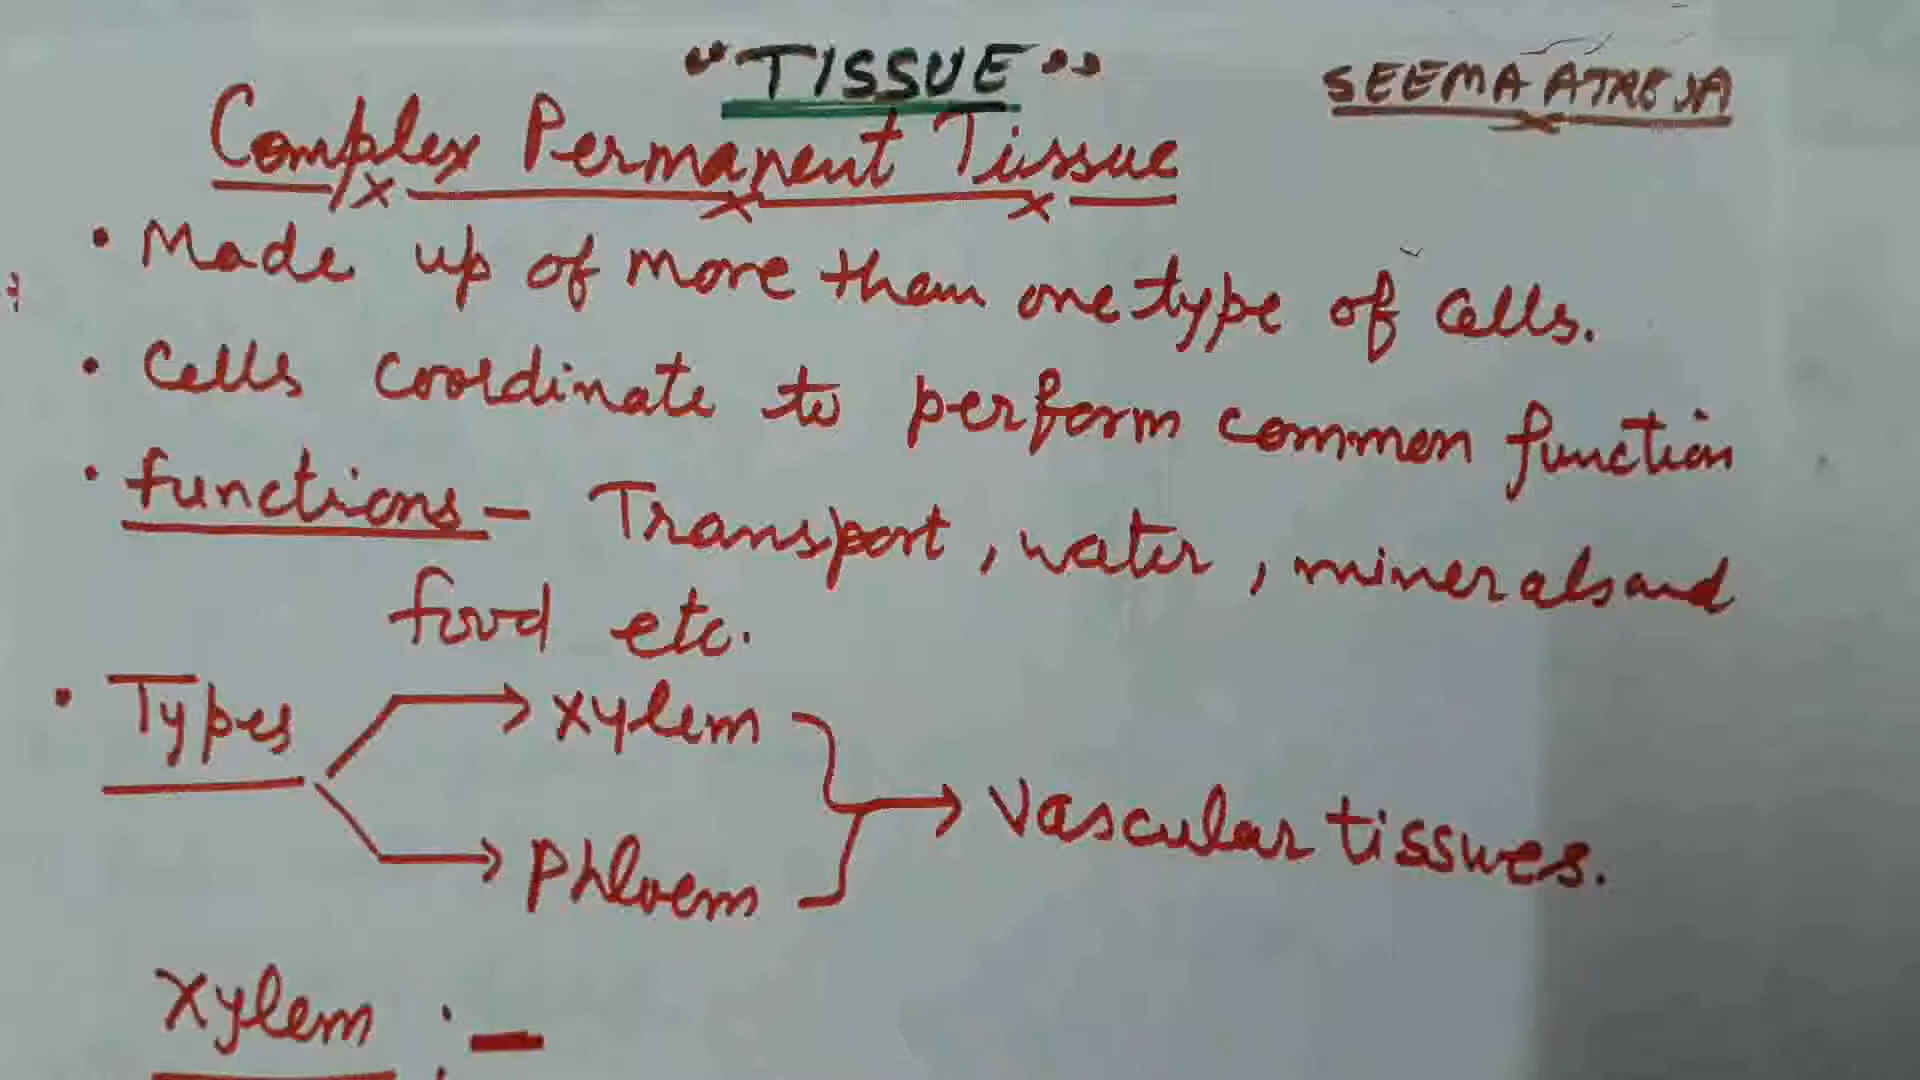 "TISSUE"
SEEMA ATREJA
Complex Permanent Tissue
• Made up of more than one type of cells.
• Cells coordinate to perform common function
• functions – Transport, water, minerals and
food etc.
• Types → xylem
→ Phloem
→ Vascular tissues.
Xylem :-